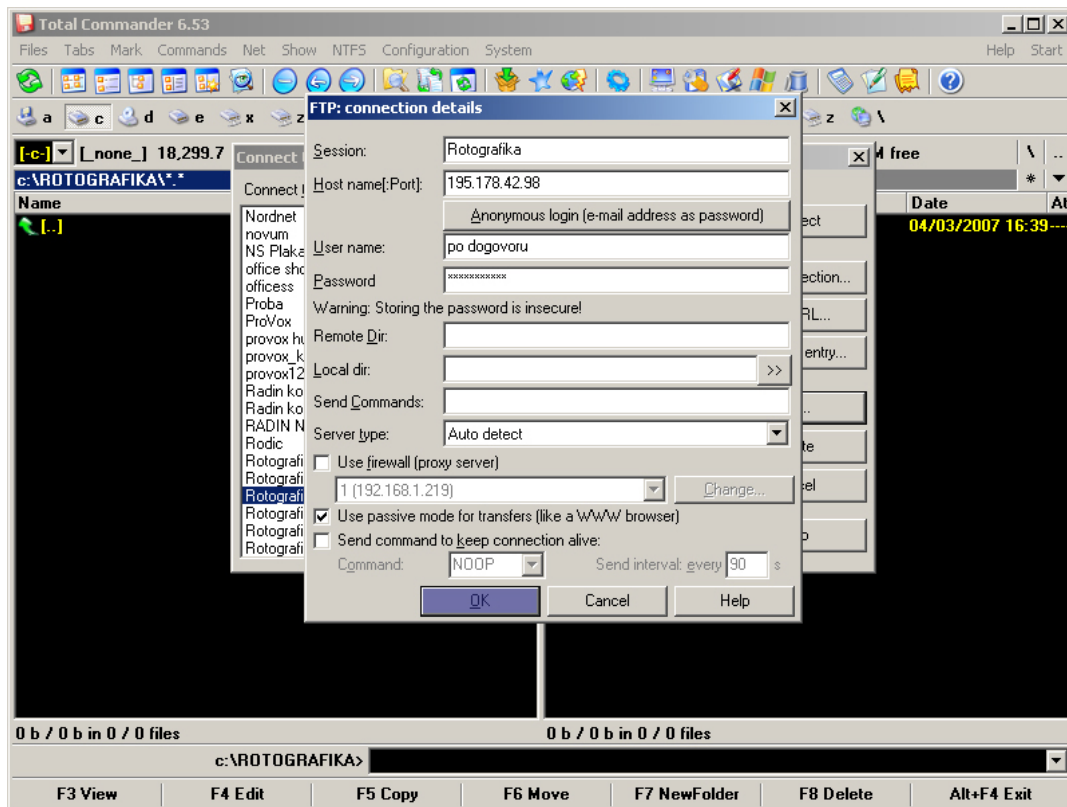 Total Commander 6.53
Files Tabs Mark Commands Net Show NTFS Configuration System Help Start
a c d e x z z \
[-c-] [_none_] 18,299.7 free \ ..
c:\ROTOGRAFIKA\*.* * 
Name Date
[..] 04/03/2007 16:39
Connect
Connect
Nordnet
novum
NS Plaka
office sho
officess
Proba
ProVox
provox hu
provox_k
provox12
Radin ko
Radin ko
RADIN N
Rodic
Rotografi
Rotografi
Rotografi
Rotografi
Rotografi
Rotografi
ect
ection...
RL...
entry...
FTP: connection details
Session: Rotografika
Host name[:Port]: 195.178.42.98
Anonymous login (e-mail address as password)
User name: po dogovoru
Password xxxxxxxxxxx
Warning: Storing the password is insecure!
Remote Dir:
Local dir: >>
Send Commands:
Server type: Auto detect
Use firewall (proxy server)
1 (192.168.1.219) Change...
Use passive mode for transfers (like a WWW browser)
Send command to keep connection alive:
Command: NOOP Send interval: every 90 s
OK Cancel Help
0 b / 0 b in 0 / 0 files 0 b / 0 b in 0 / 0 files
c:\ROTOGRAFIKA>
F3 View F4 Edit F5 Copy F6 Move F7 NewFolder F8 Delete Alt+F4 Exit